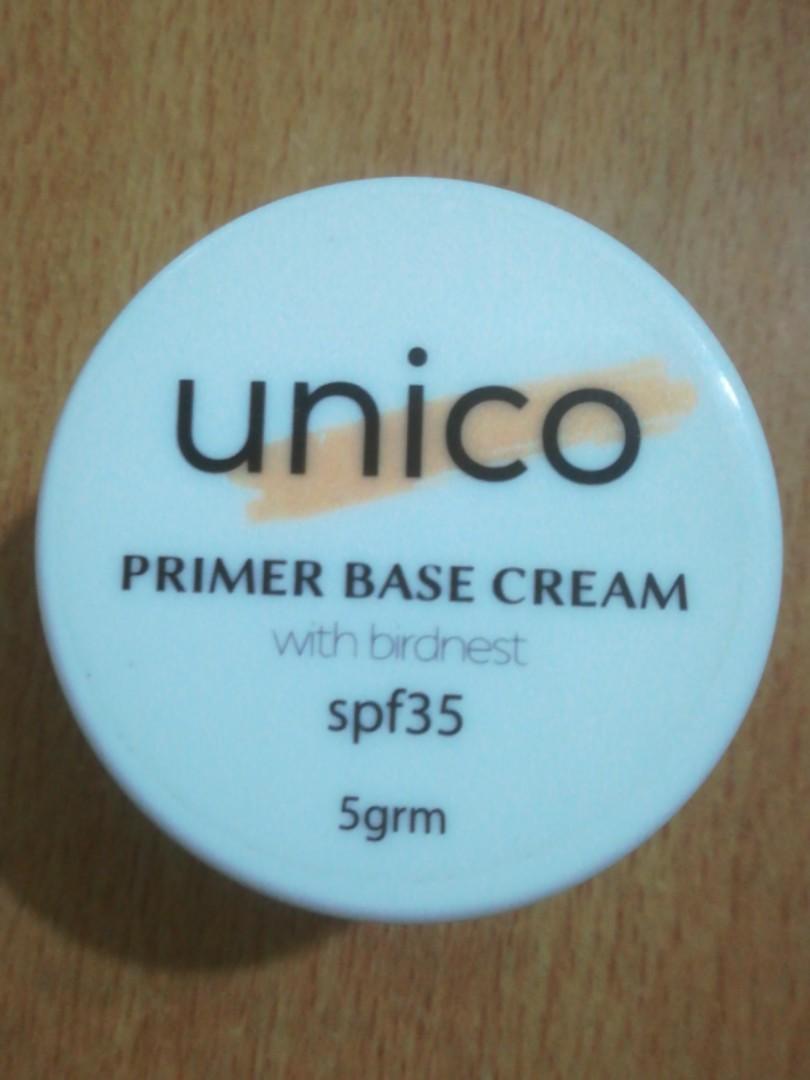 unico
PRIMER BASE CREAM
with birdnest
spf35
5grm